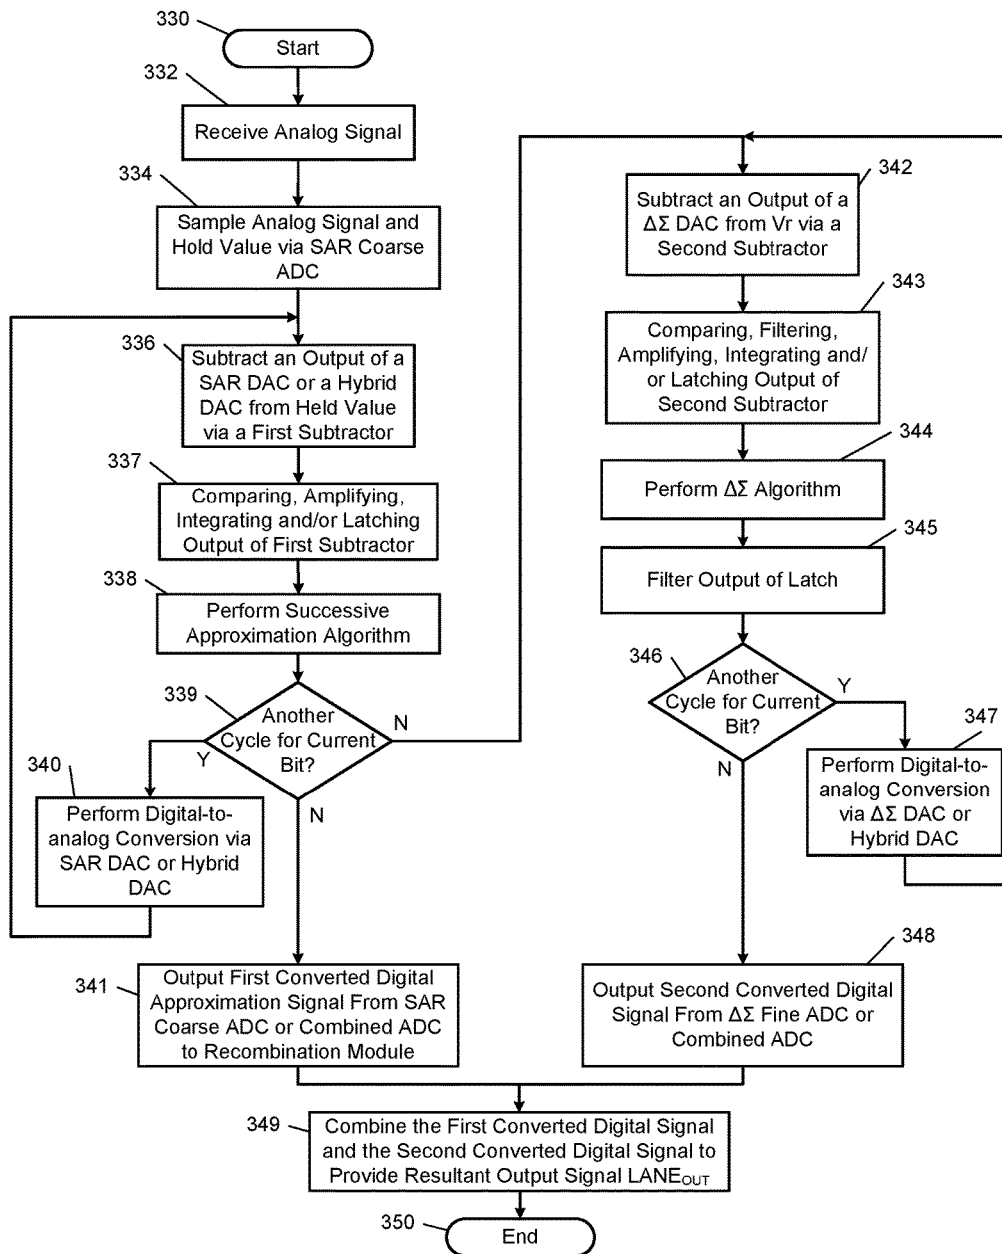 330
Start
332
Receive Analog Signal
334
Sample Analog Signal and
Hold Value via SAR Coarse
ADC
336
Subtract an Output of a
SAR DAC or a Hybrid
DAC from Held Value
via a First Subtractor
337
Comparing, Amplifying,
Integrating and/or Latching
Output of First Subtractor
338
Perform Successive
Approximation Algorithm
339
Another
Cycle for Current
Bit?
N
Y
N
340
Perform Digital-to-
analog Conversion via
SAR DAC or Hybrid
DAC
341
Output First Converted Digital
Approximation Signal From SAR
Coarse ADC or Combined ADC
to Recombination Module
342
Subtract an Output of a
ΔΣ DAC from Vr via a
Second Subtractor
343
Comparing, Filtering,
Amplifying, Integrating and/
or Latching Output of
Second Subtractor
344
Perform ΔΣ Algorithm
345
Filter Output of Latch
346
Another
Cycle for Current
Bit?
Y
N
347
Perform Digital-to-
analog Conversion
via ΔΣ DAC or
Hybrid DAC
348
Output Second Converted Digital
Signal From ΔΣ Fine ADC or
Combined ADC
349
Combine the First Converted Digital Signal
and the Second Converted Digital Signal to
Provide Resultant Output Signal LANE<sub>OUT</sub>
350
End